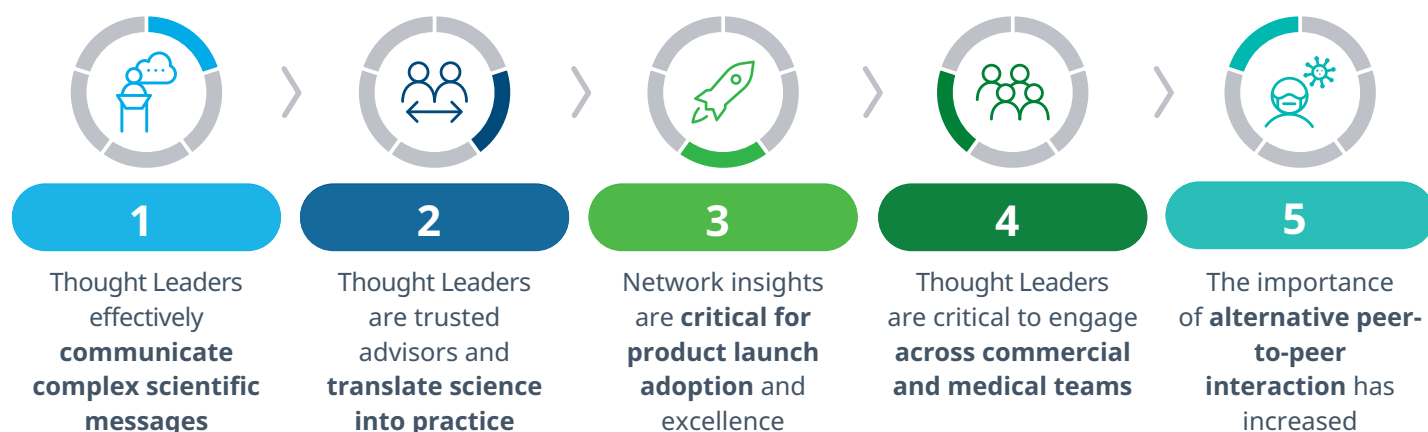 1
Thought Leaders
effectively
communicate
complex scientific
messages
2
Thought Leaders
are trusted
advisors and
translate science
into practice
3
Network insights
are critical for
product launch
adoption and
excellence
4
Thought Leaders
are critical to engage
across commercial
and medical teams
5
The importance
of alternative peer-
to-peer
interaction has
increased